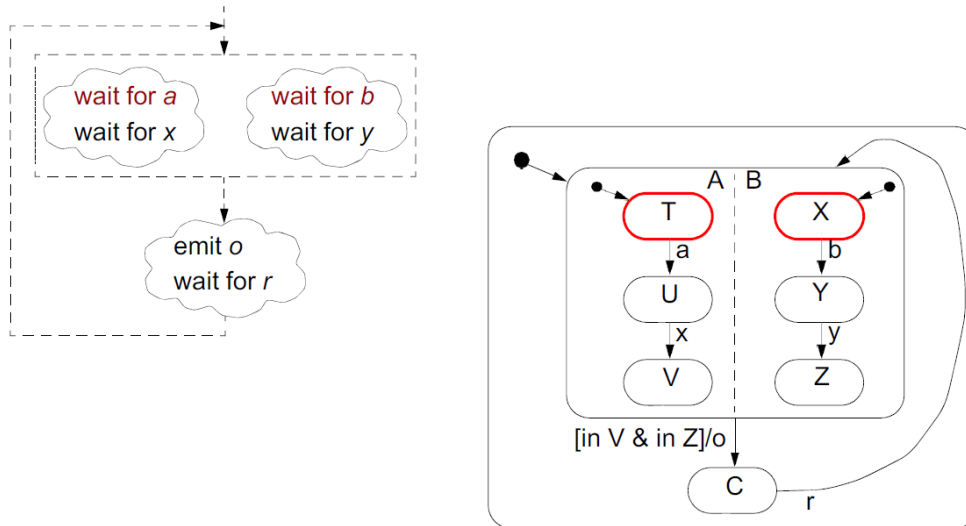 wait for a
wait for x
wait for b
wait for y
emit o
wait for r
A B
T
X
a
b
U
Y
x
y
V
Z
[in V & in Z]/o
C
r